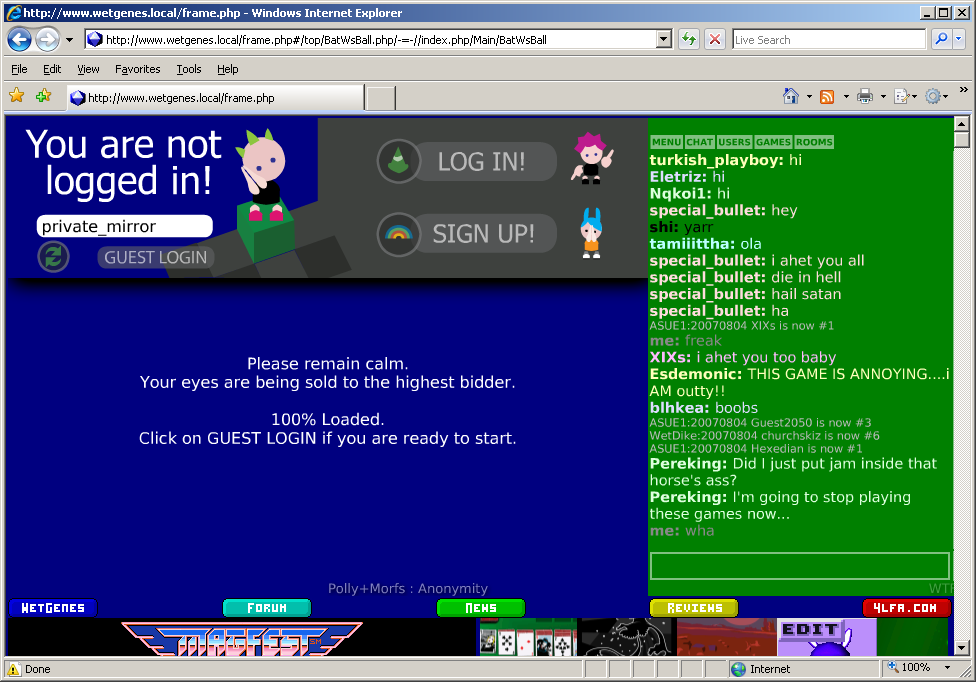 http://www.wetgenes.local/frame.php - Windows Internet Explorer
http://www.wetgenes.local/frame.php#/top/BatWsBall.php/-=-//index.php/Main/BatWsBall
Live Search
File Edit View Favorites Tools Help
http://www.wetgenes.local/frame.php
You are not
logged in!
private_mirror
GUEST LOGIN
LOG IN!
SIGN UP!
Please remain calm.
Your eyes are being sold to the highest bidder.
100% Loaded.
Click on GUEST LOGIN if you are ready to start.
Polly+Morfs : Anonymity
MENU CHAT USERS GAMES ROOMS
turkish_playboy: hi
Eletriz: hi
Nqkoi1: hi
special_bullet: hey
shi: yarr
tamiiittha: ola
special_bullet: i ahet you all
special_bullet: die in hell
special_bullet: hail satan
special_bullet: ha
ASUE1:20070804 XIXs is now #1
me: freak
XIXs: i ahet you too baby
Esdemonic: THIS GAME IS ANNOYING....i
AM outty!!
blhkea: boobs
ASUE1:20070804 Guest2050 is now #3
WetDike:20070804 churchskiz is now #6
ASUE1:20070804 Hexedian is now #1
Pereking: Did I just put jam inside that
horse's ass?
Pereking: I'm going to stop playing
these games now...
me: wha
WTF
WETGENES FORUM NEWS REVIEWS 4LFA.COM
MAGFEST SM
EDIT
Done
Internet
100%